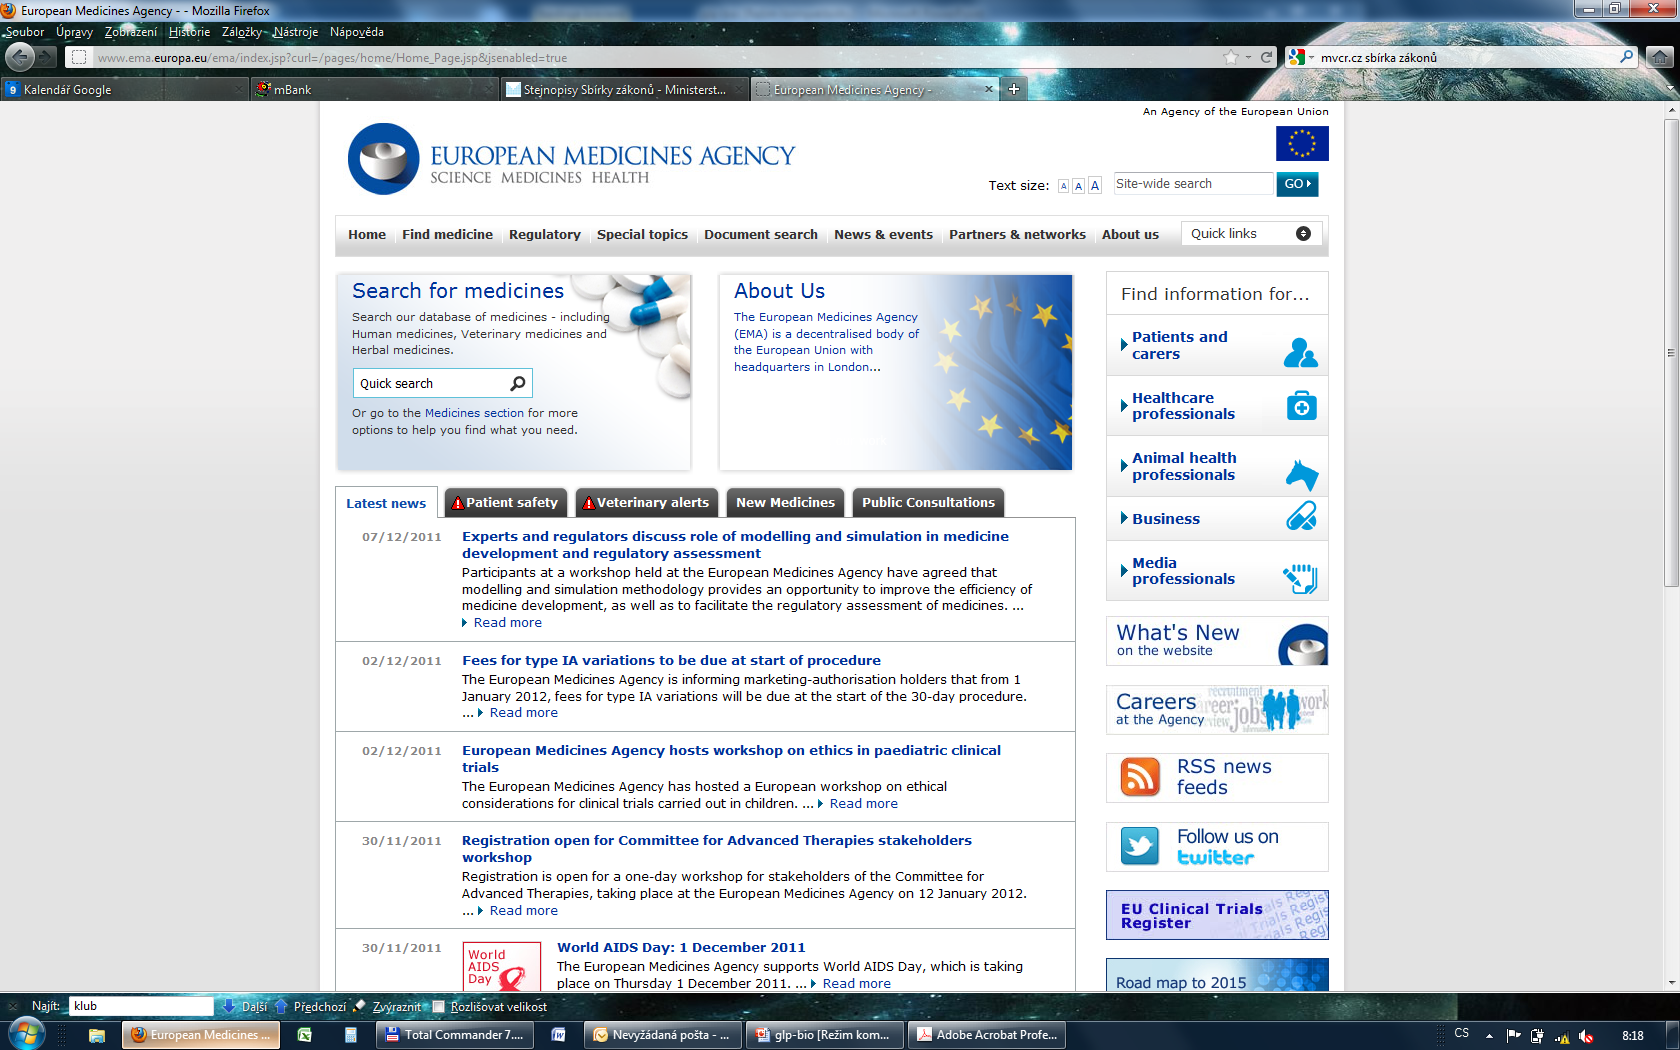 European Medicines Agency - - Mozilla Firefox
Soubor Úpravy Zobrazení Historie Záložky Nástroje Nápověda
www.ema.europa.eu/ema/index.jsp?curl=/pages/home/Home_Page.jsp&jsenabled=true
mvcr.cz sbírka zákonů
9 Kalendář Google
mBank
Stejnopisy Sbírky zákonů - Ministerst...
European Medicines Agency - ...
An Agency of the European Union
EUROPEAN MEDICINES AGENCY
SCIENCE MEDICINES HEALTH
Text size: A A A
Site-wide search
GO
Home Find medicine Regulatory Special topics Document search News & events Partners & networks About us
Quick links
Search for medicines
Search our database of medicines - including
Human medicines, Veterinary medicines and
Herbal medicines.
Quick search
Or go to the Medicines section for more
options to help you find what you need.
About Us
The European Medicines Agency
(EMA) is a decentralised body of
the European Union with
headquarters in London...
Find information for...
Patients and
carers
Healthcare
professionals
Animal health
professionals
Business
Media
professionals
What's New
on the website
Careers
at the Agency
recruitment
career
jobs
work
RSS news
feeds
Follow us on
twitter
EU Clinical Trials
Register
Road map to 2015
Latest news
Patient safety
Veterinary alerts
New Medicines
Public Consultations
07/12/2011
Experts and regulators discuss role of modelling and simulation in medicine
development and regulatory assessment
Participants at a workshop held at the European Medicines Agency have agreed that
modelling and simulation methodology provides an opportunity to improve the efficiency of
medicine development, as well as to facilitate the regulatory assessment of medicines. ...
Read more
02/12/2011
Fees for type IA variations to be due at start of procedure
The European Medicines Agency is informing marketing-authorisation holders that from 1
January 2012, fees for type IA variations will be due at the start of the 30-day procedure.
... Read more
02/12/2011
European Medicines Agency hosts workshop on ethics in paediatric clinical
trials
The European Medicines Agency has hosted a European workshop on ethical
considerations for clinical trials carried out in children. ... Read more
30/11/2011
Registration open for Committee for Advanced Therapies stakeholders
workshop
Registration is open for a one-day workshop for stakeholders of the Committee for
Advanced Therapies, taking place at the European Medicines Agency on 12 January 2012.
... Read more
30/11/2011
World
AIDS
Day
World AIDS Day: 1 December 2011
The European Medicines Agency supports World AIDS Day, which is taking
place on Thursday 1 December 2011. ... Read more
Najít: klub Další Předchozí Zvýraznit Rozlišovat velikost
European Medicines ...
Total Commander 7....
Nevyžádaná pošta - ...
glp-bio [Režim kom...
Adobe Acrobat Profe...
CS
8:18